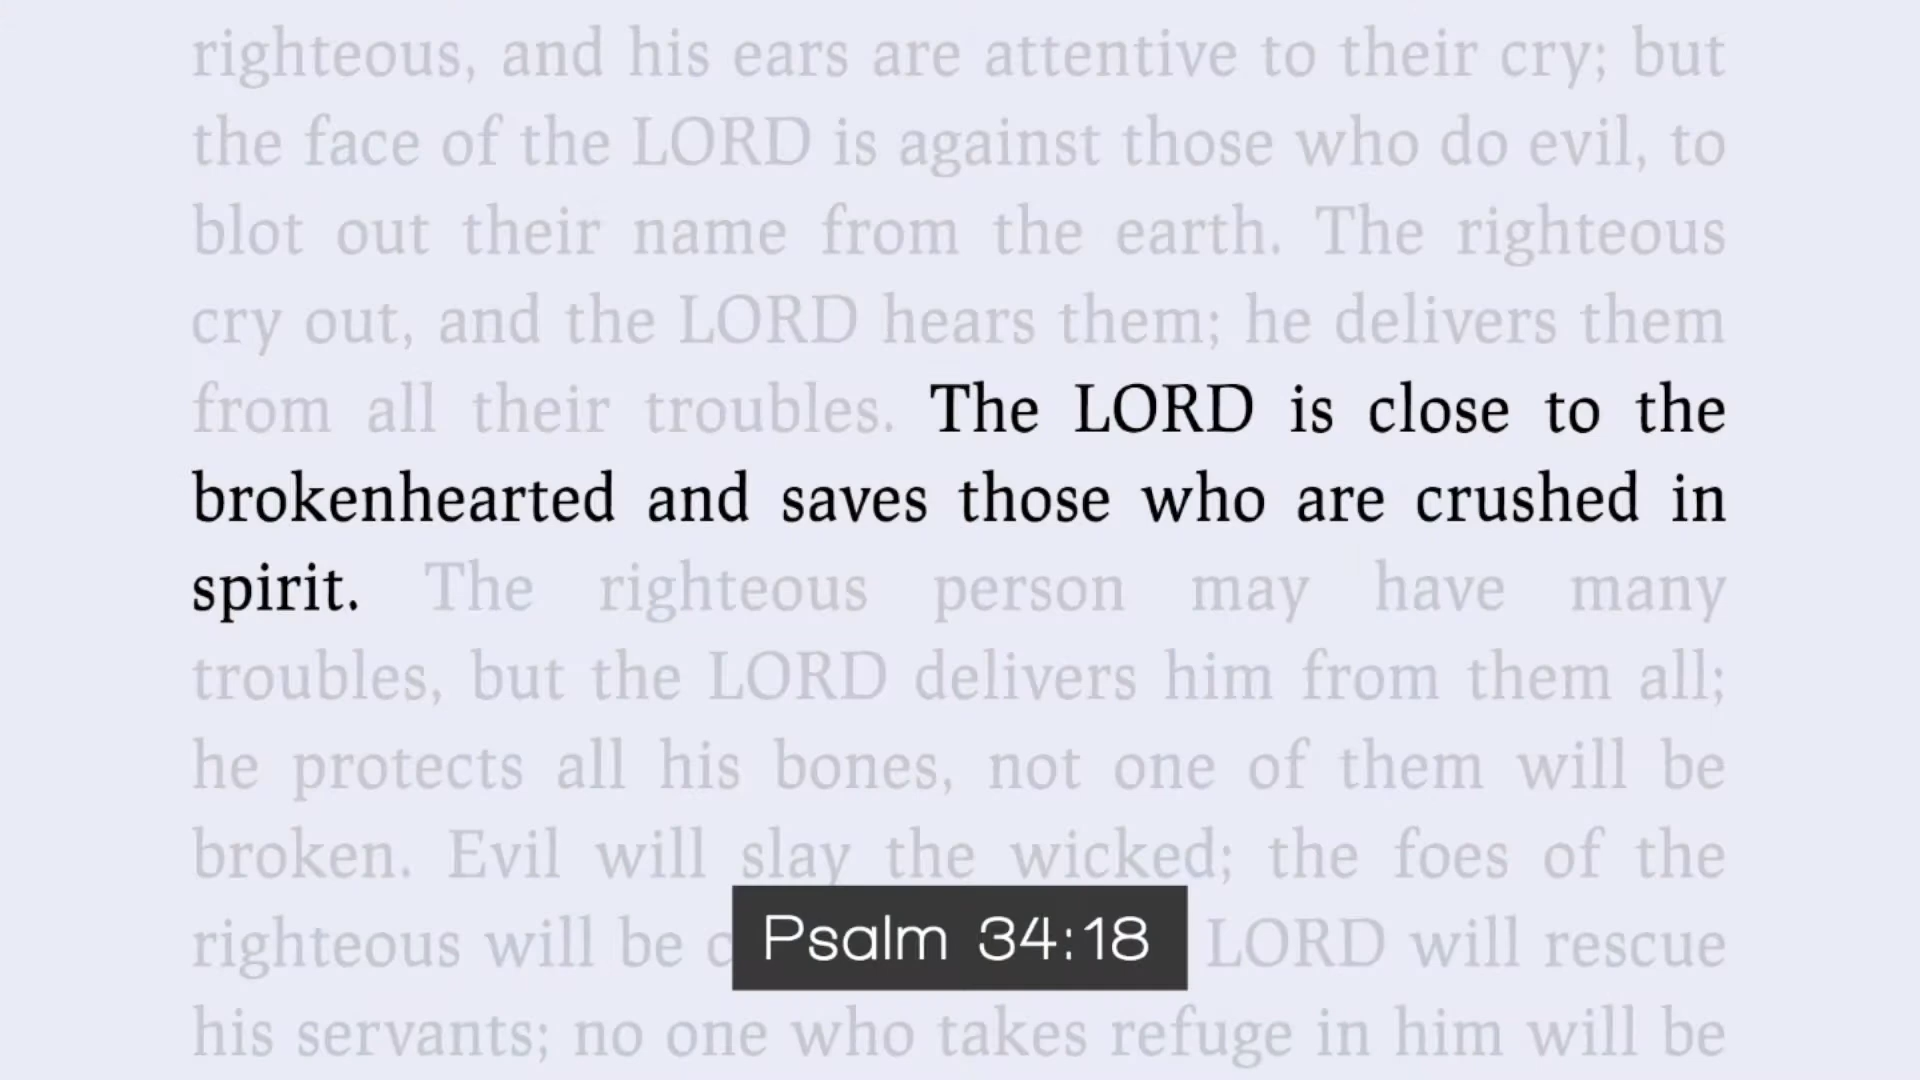 righteous, and his ears are attentive to their cry; but
the face of the LORD is against those who do evil, to
blot out their name from the earth. The righteous
cry out, and the LORD hears them; he delivers them
from all their troubles. The LORD is close to the
brokenhearted and saves those who are crushed in
spirit. The righteous person may have many
troubles, but the LORD delivers him from them all;
he protects all his bones, not one of them will be
broken. Evil will slay the wicked; the foes of the
righteous will be LORD will rescue
Psalm 34:18
his servants; no one who takes refuge in him will be